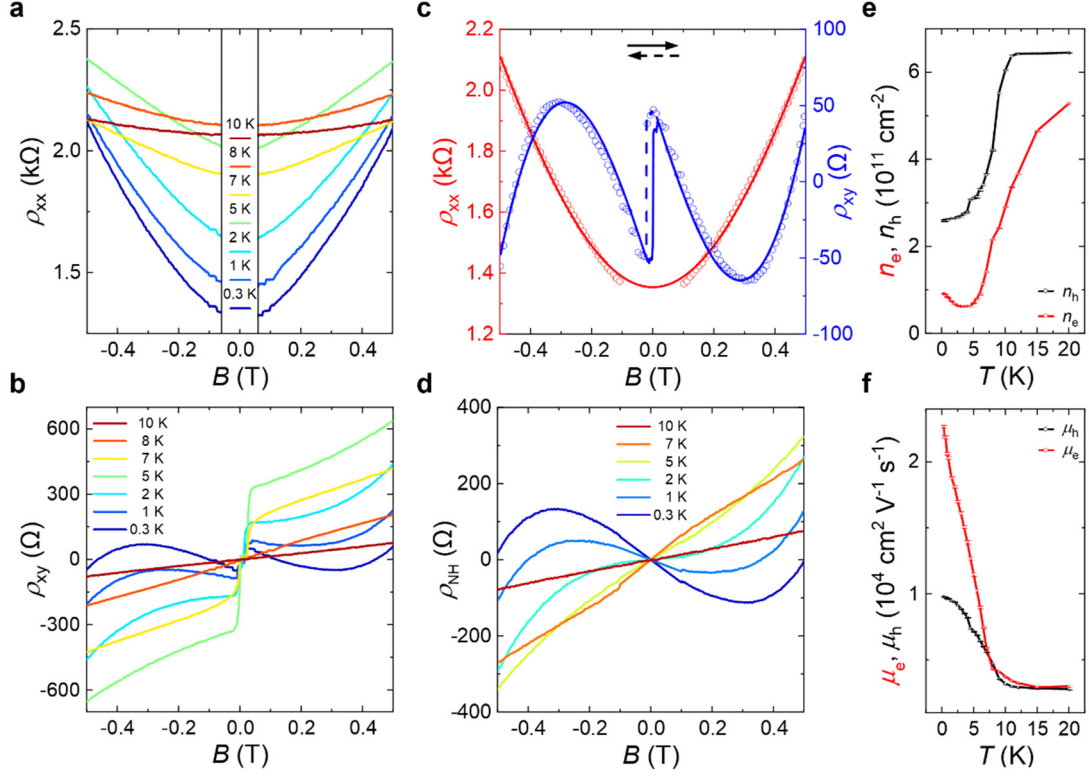 a
2.5
2.0
1.5
ρxx (kΩ)
10 K
8 K
7 K
5 K
2 K
1 K
0.3 K
-0.4 -0.2 0.0 0.2 0.4
B (T)
c
2.2
2.0
1.8
1.6
1.4
1.2
ρxx (kΩ)
100
50
0
-50
-100
ρxy (Ω)
-0.4 -0.2 0.0 0.2 0.4
B (T)
e
6
4
2
0
ne, nh (10¹¹ cm⁻²)
nh
ne
0 5 10 15 20
T (K)
b
600
300
0
-300
-600
ρxy (Ω)
10 K
8 K
7 K
5 K
2 K
1 K
0.3 K
-0.4 -0.2 0.0 0.2 0.4
B (T)
d
400
200
0
-200
-400
ρNH (Ω)
10 K
7 K
5 K
2 K
1 K
0.3 K
-0.4 -0.2 0.0 0.2 0.4
B (T)
f
2
1
μe, μh (10⁴ cm² V⁻¹ s⁻¹)
μh
μe
0 5 10 15 20
T (K)